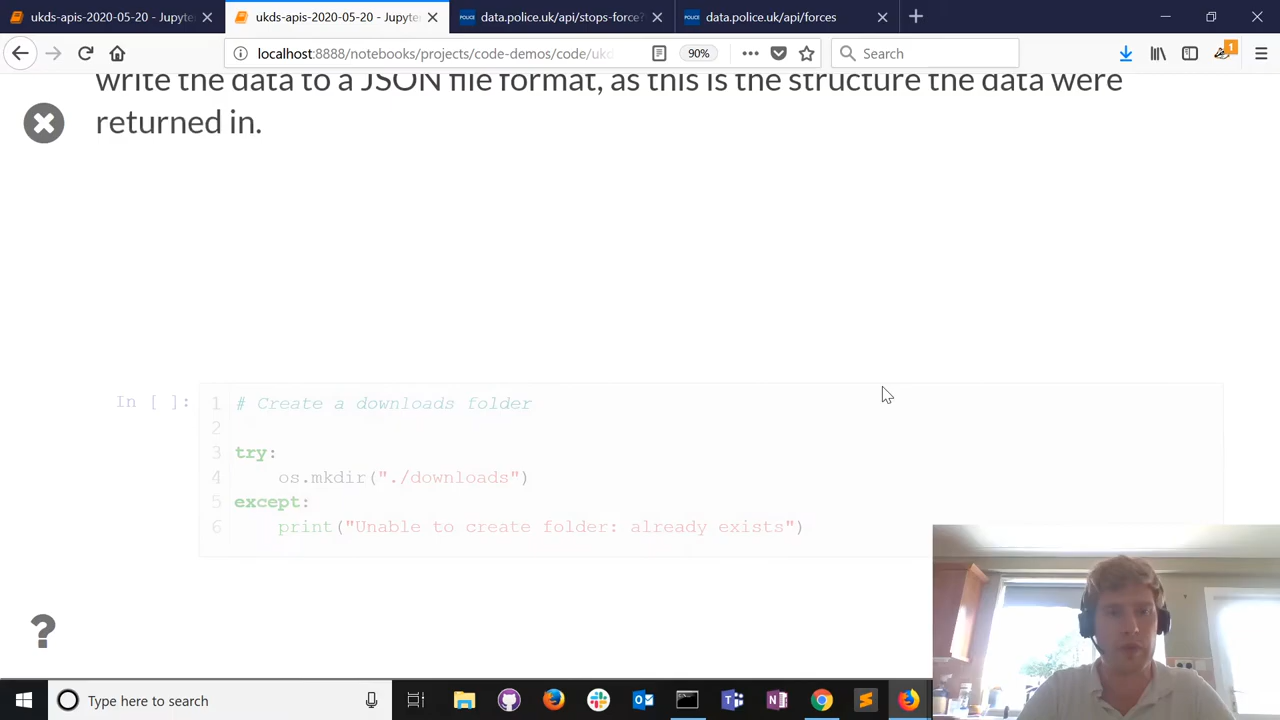 ukds-apis-2020-05-20 - Jupyte
ukds-apis-2020-05-20 - Jupyte
data.police.uk/api/stops-force?
data.police.uk/api/forces
localhost:8888/notebooks/projects/code-demos/code/ukd
90%
Search
1
write the data to a JSON file format, as this is the structure the data were
returned in.
In [ ]:
1 # Create a downloads folder
2
3 try:
4 os.mkdir("./downloads")
5 except:
6 print("Unable to create folder: already exists")
?
Type here to search